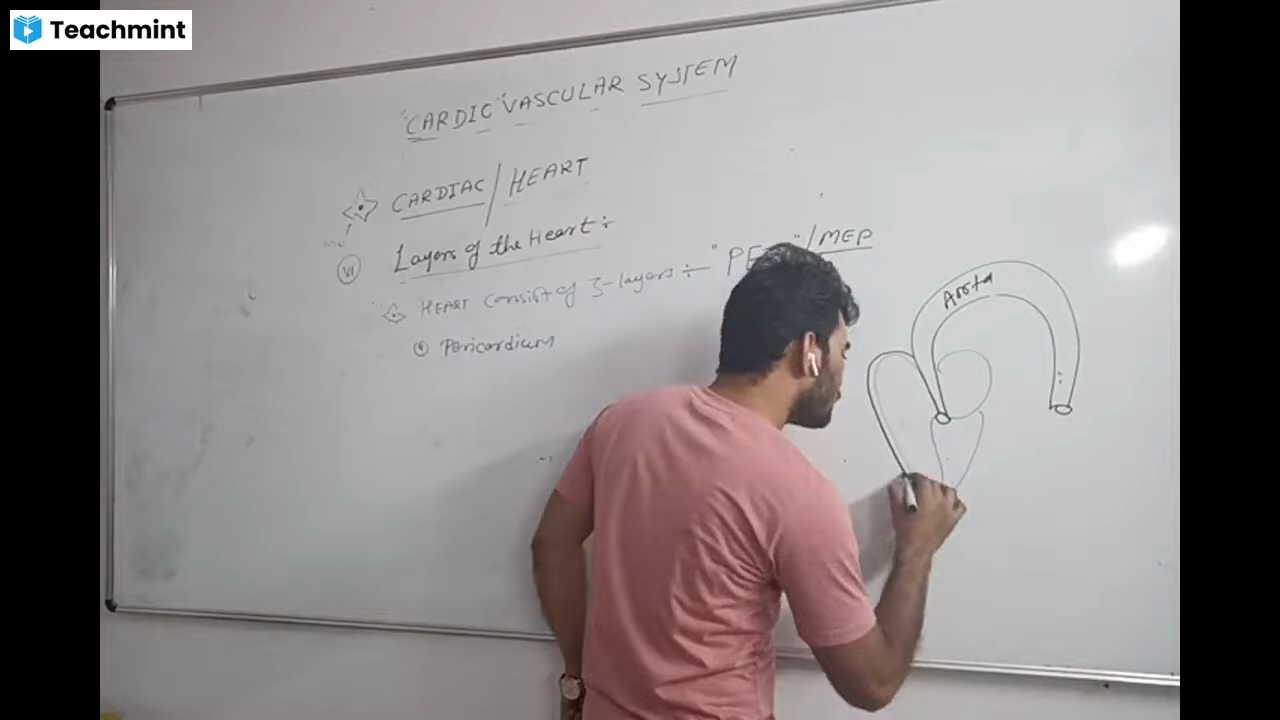 Teachmint
"CARDIC" VASCULAR SYSTEM
CARDIAC / HEART
VI Layers of the Heart :
HEART consist of 3-layers ÷ " PE " / MEP
Pericardium
Aorta